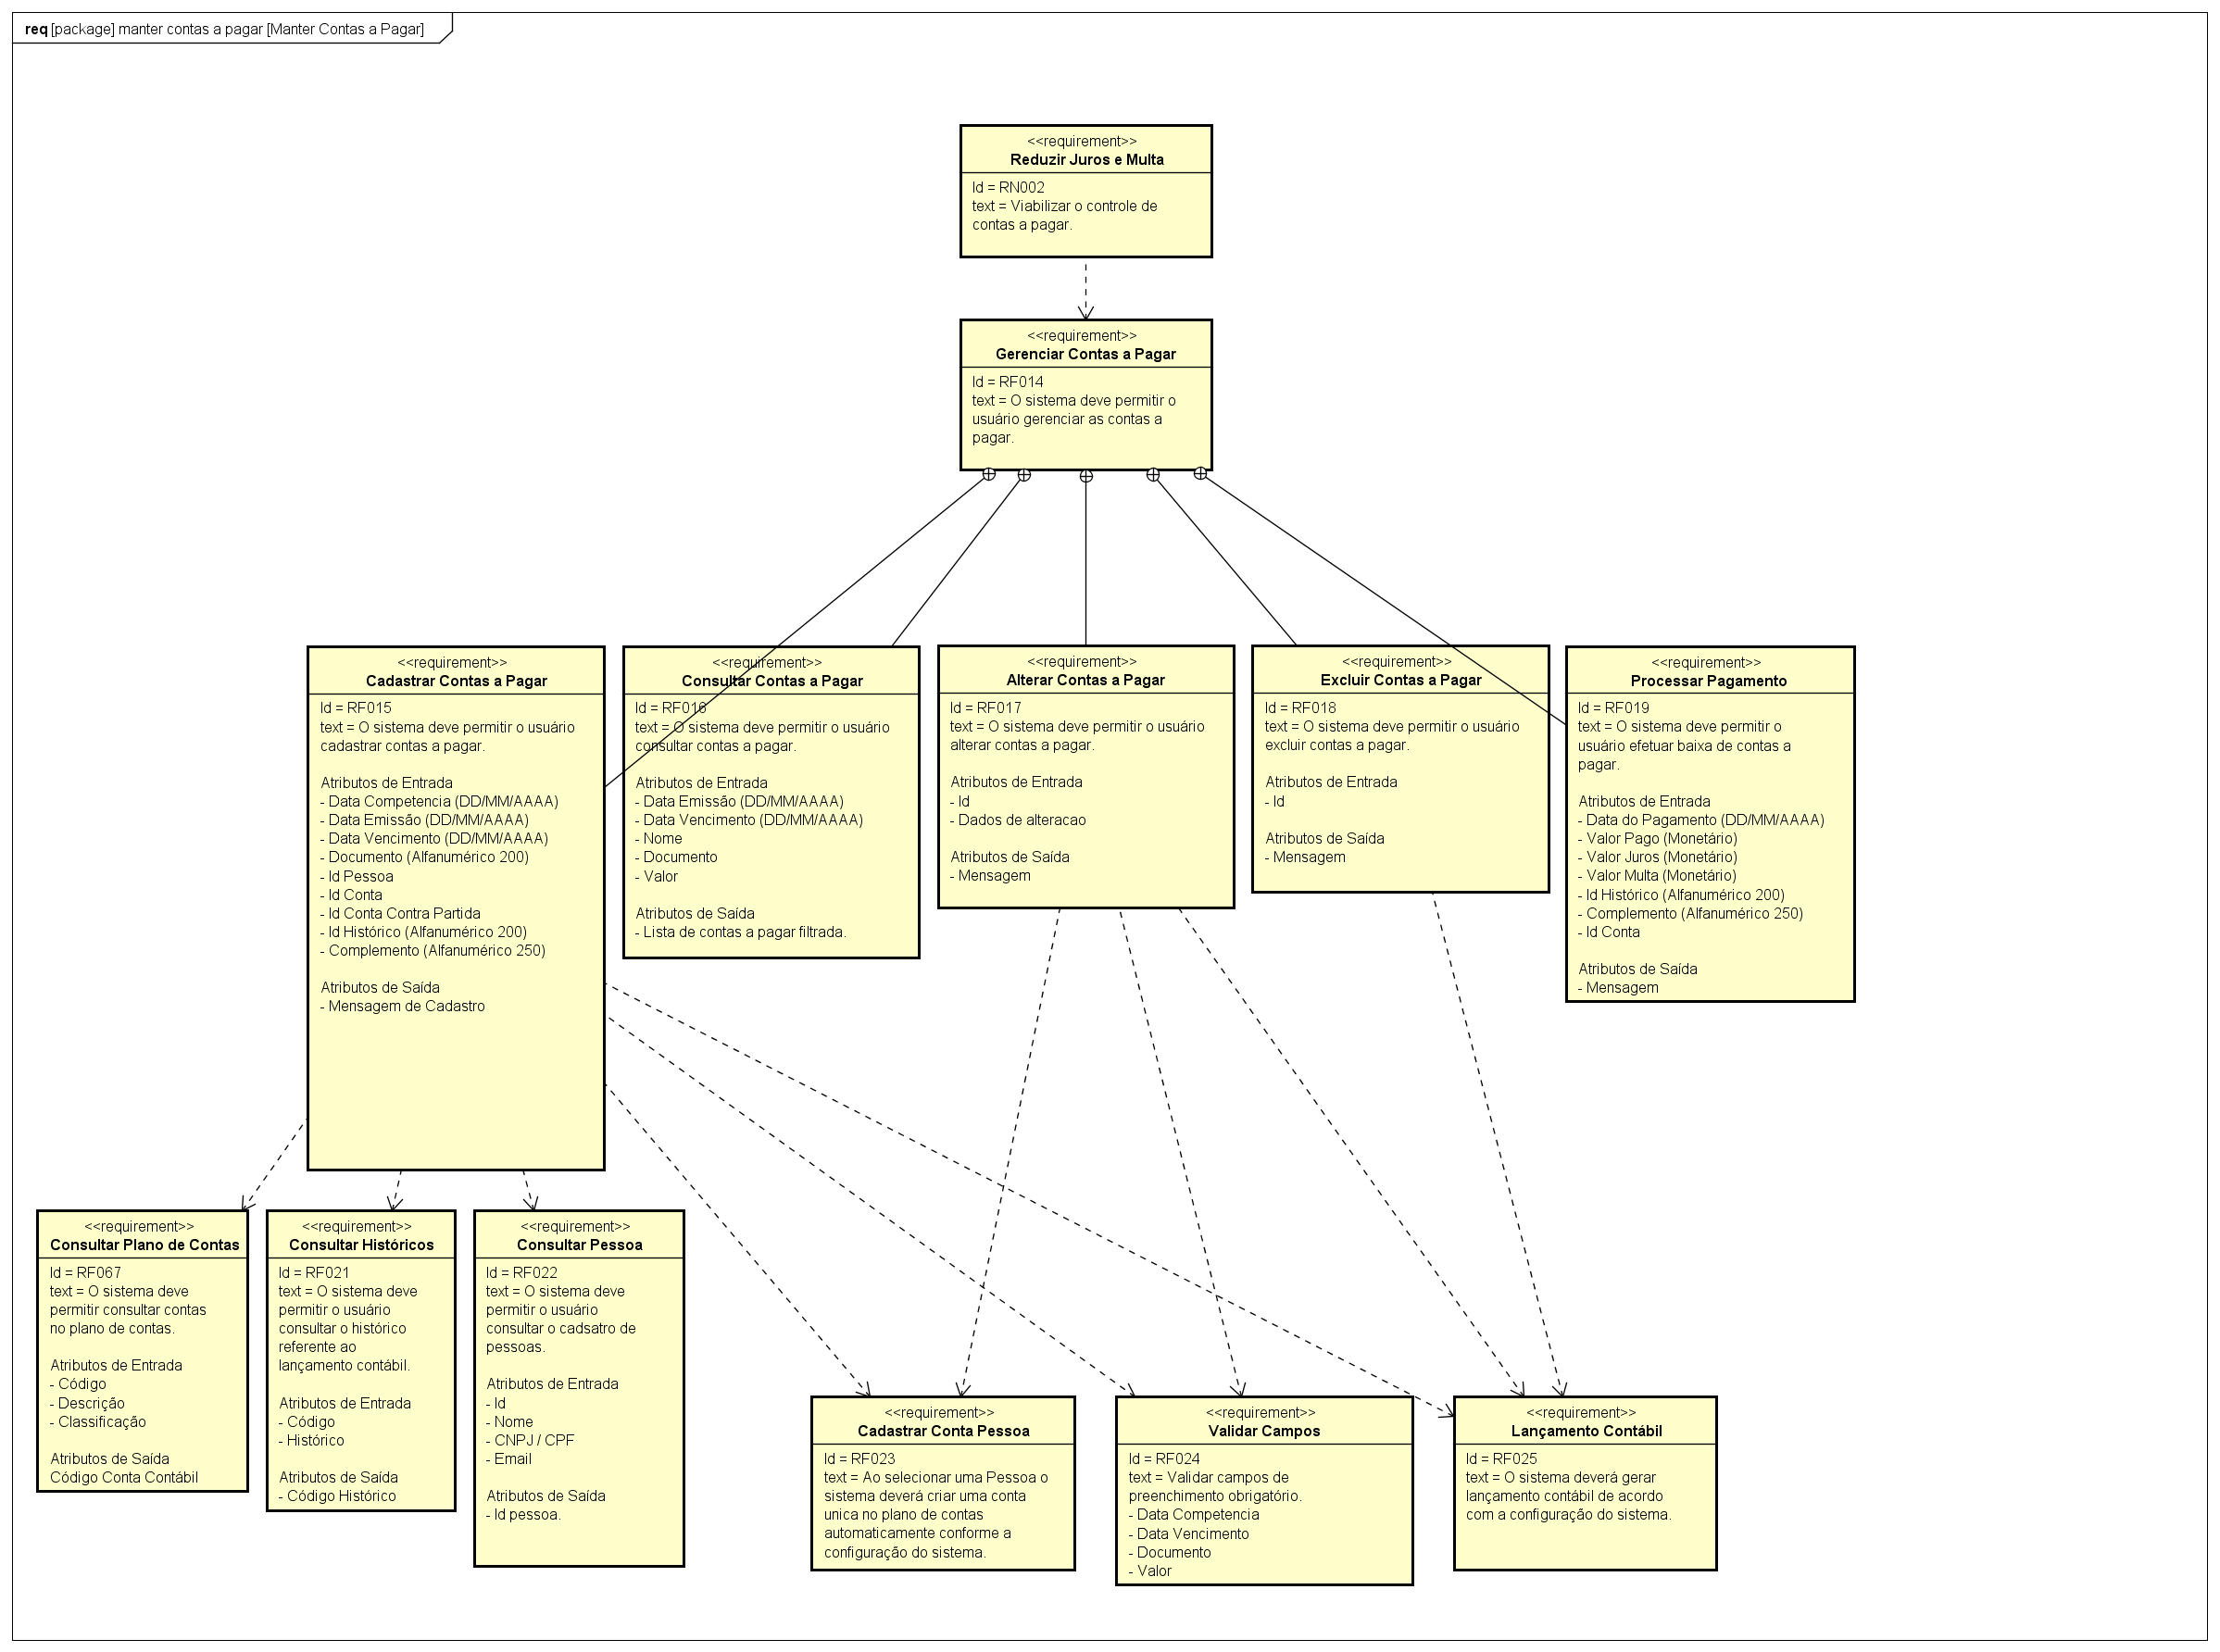 req [package] manter contas a pagar [Manter Contas a Pagar]
<<requirement>>
Reduzir Juros e Multa
Id = RN002
text = Viabilizar o controle de
contas a pagar.
<<requirement>>
Gerenciar Contas a Pagar
Id = RF014
text = O sistema deve permitir o
usuário gerenciar as contas a
pagar.
<<requirement>>
Cadastrar Contas a Pagar
Id = RF015
text = O sistema deve permitir o usuário
cadastrar contas a pagar.
Atributos de Entrada
- Data Competencia (DD/MM/AAAA)
- Data Emissão (DD/MM/AAAA)
- Data Vencimento (DD/MM/AAAA)
- Documento (Alfanumérico 200)
- Id Pessoa
- Id Conta
- Id Conta Contra Partida
- Id Histórico (Alfanumérico 200)
- Complemento (Alfanumérico 250)
Atributos de Saída
- Mensagem de Cadastro
<<requirement>>
Consultar Contas a Pagar
Id = RF016
text = O sistema deve permitir o usuário
consultar contas a pagar.
Atributos de Entrada
- Data Emissão (DD/MM/AAAA)
- Data Vencimento (DD/MM/AAAA)
- Nome
- Documento
- Valor
Atributos de Saída
- Lista de contas a pagar filtrada.
<<requirement>>
Alterar Contas a Pagar
Id = RF017
text = O sistema deve permitir o usuário
alterar contas a pagar.
Atributos de Entrada
- Id
- Dados de alteracao
Atributos de Saída
- Mensagem
<<requirement>>
Excluir Contas a Pagar
Id = RF018
text = O sistema deve permitir o usuário
excluir contas a pagar.
Atributos de Entrada
- Id
Atributos de Saída
- Mensagem
<<requirement>>
Processar Pagamento
Id = RF019
text = O sistema deve permitir o
usuário efetuar baixa de contas a
pagar.
Atributos de Entrada
- Data do Pagamento (DD/MM/AAAA)
- Valor Pago (Monetário)
- Valor Juros (Monetário)
- Valor Multa (Monetário)
- Id Histórico (Alfanumérico 200)
- Complemento (Alfanumérico 250)
- Id Conta
Atributos de Saída
- Mensagem
<<requirement>>
Consultar Plano de Contas
Id = RF067
text = O sistema deve
permitir consultar contas
no plano de contas.
Atributos de Entrada
- Código
- Descrição
- Classificação
Atributos de Saída
Código Conta Contábil
<<requirement>>
Consultar Históricos
Id = RF021
text = O sistema deve
permitir o usuário
consultar o histórico
referente ao
lançamento contábil.
Atributos de Entrada
- Código
- Histórico
Atributos de Saída
- Código Histórico
<<requirement>>
Consultar Pessoa
Id = RF022
text = O sistema deve
permitir o usuário
consultar o cadsatro de
pessoas.
Atributos de Entrada
- Id
- Nome
- CNPJ / CPF
- Email
Atributos de Saída
- Id pessoa.
<<requirement>>
Cadastrar Conta Pessoa
Id = RF023
text = Ao selecionar uma Pessoa o
sistema deverá criar uma conta
unica no plano de contas
automaticamente conforme a
configuração do sistema.
<<requirement>>
Validar Campos
Id = RF024
text = Validar campos de
preenchimento obrigatório.
- Data Competencia
- Data Vencimento
- Documento
- Valor
<<requirement>>
Lançamento Contábil
Id = RF025
text = O sistema deverá gerar
lançamento contábil de acordo
com a configuração do sistema.